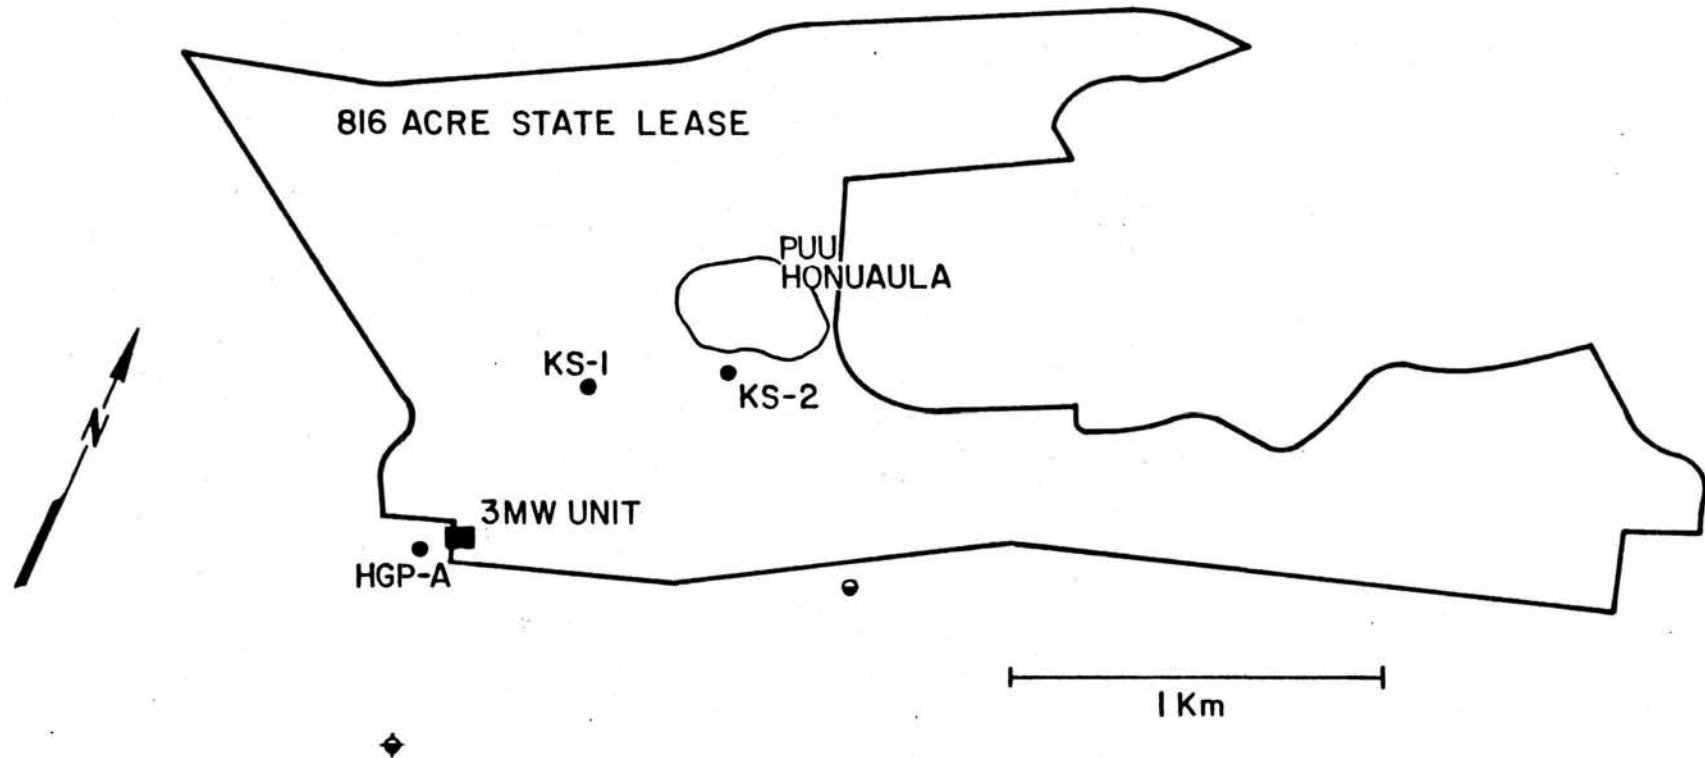 816 ACRE STATE LEASE
PUU
HONUAULA
KS-1
KS-2
N
3MW UNIT
HGP-A
1 Km